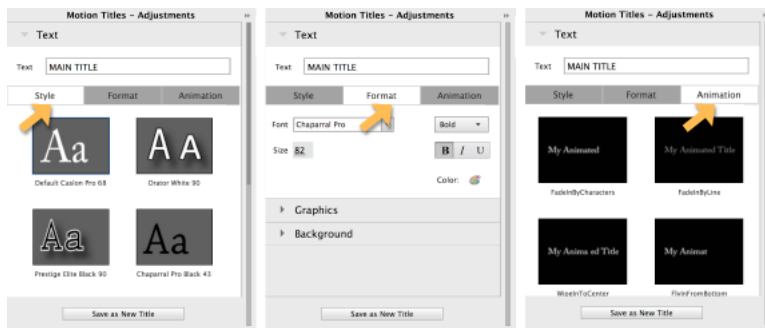 Motion Titles – Adjustments »
Text
Text MAIN TITLE
Style Format Animation
Aa AA
Default Caslon Pro 68 Orator White 90
Aa Aa
Prestige Elite Black 90 Chaparral Pro Black 43
Save as New Title
Motion Titles – Adjustments »
Text
Text MAIN TITLE
Style Format Animation
Font Chaparral Pro Bold
Size 82 B I U
Color:
Graphics
Background
Save as New Title
Motion Titles – Adjustments »
Text
Text MAIN TITLE
Style Format Animation
My Animated My Animated Title
FadeInByCharacters FadeInByLine
My Anima ed Title My Animat
WipeInToCenter FlyInFromBottom
Save as New Title